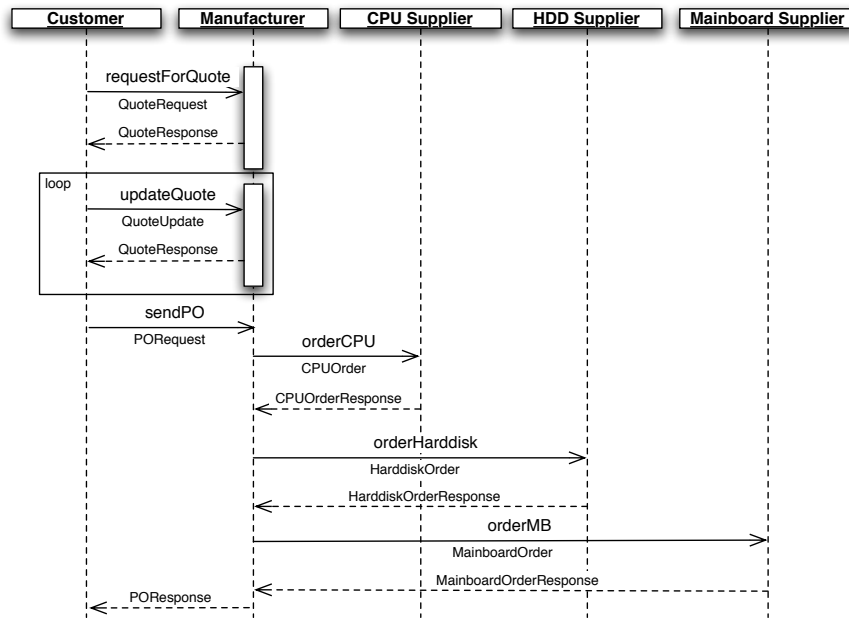 Customer
Manufacturer
CPU Supplier
HDD Supplier
Mainboard Supplier
requestForQuote
QuoteRequest
QuoteResponse
loop
updateQuote
QuoteUpdate
QuoteResponse
sendPO
PORequest
orderCPU
CPUOrder
CPUOrderResponse
orderHarddisk
HarddiskOrder
HarddiskOrderResponse
orderMB
MainboardOrder
MainboardOrderResponse
POResponse